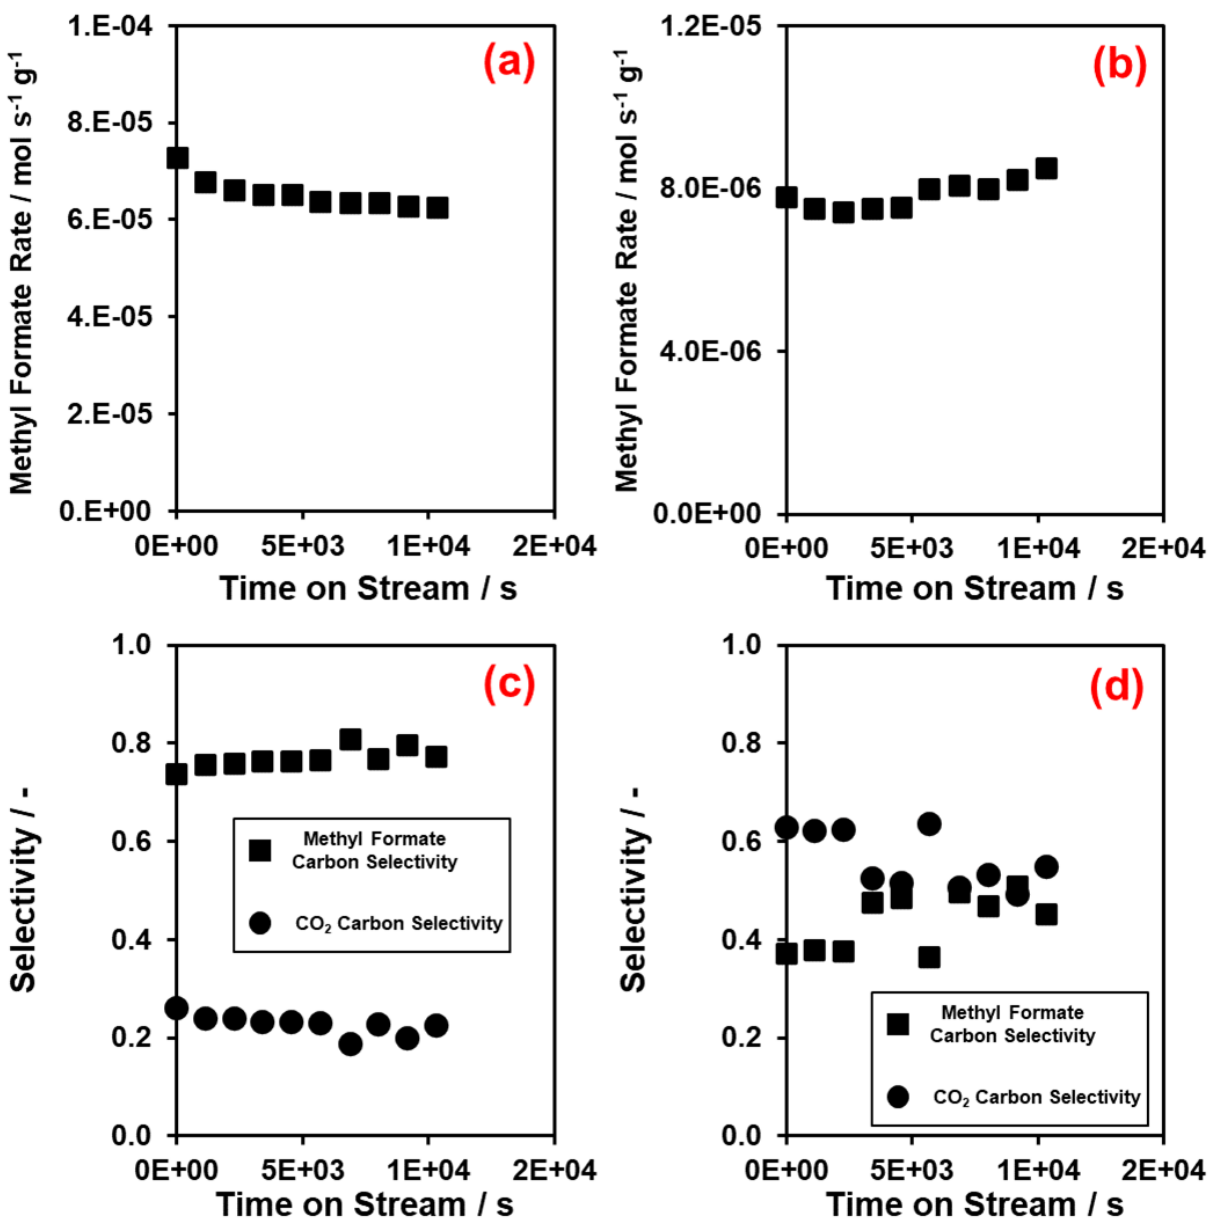 (a)
Methyl Formate Rate / mol s⁻¹ g⁻¹
1.E-04
8.E-05
6.E-05
4.E-05
2.E-05
0.E+00
0E+00 5E+03 1E+04 2E+04
Time on Stream / s
(b)
Methyl Formate Rate / mol s⁻¹ g⁻¹
1.2E-05
8.0E-06
4.0E-06
0.0E+00
0E+00 5E+03 1E+04 2E+04
Time on Stream / s
(c)
Selectivity / -
1.0
0.8
0.6
0.4
0.2
0.0
Methyl Formate
Carbon Selectivity
CO₂ Carbon Selectivity
0E+00 5E+03 1E+04 2E+04
Time on Stream / s
(d)
Selectivity / -
1.0
0.8
0.6
0.4
0.2
0.0
Methyl Formate
Carbon Selectivity
CO₂ Carbon Selectivity
0E+00 5E+03 1E+04 2E+04
Time on Stream / s